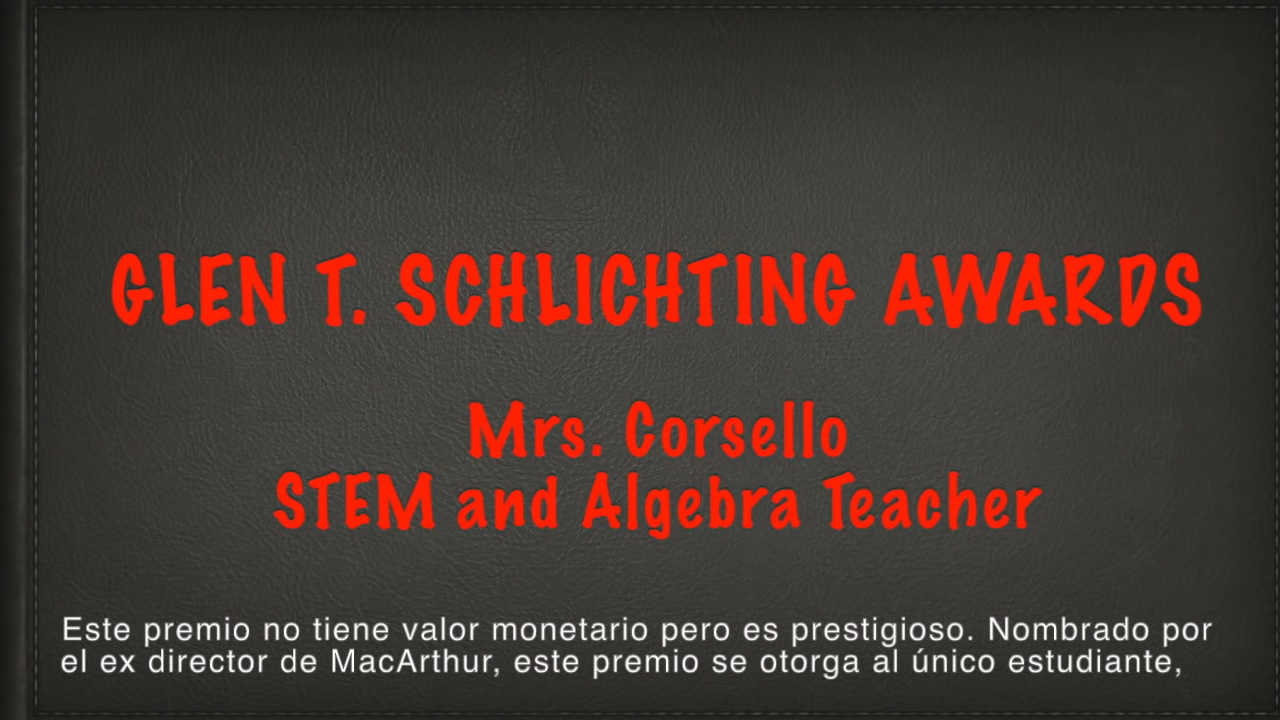 GLEN T. SCHLICHTING AWARDS
Mrs. Corsello
STEM and Algebra Teacher
Este premio no tiene valor monetario pero es prestigioso. Nombrado por
el ex director de MacArthur, este premio se otorga al único estudiante,